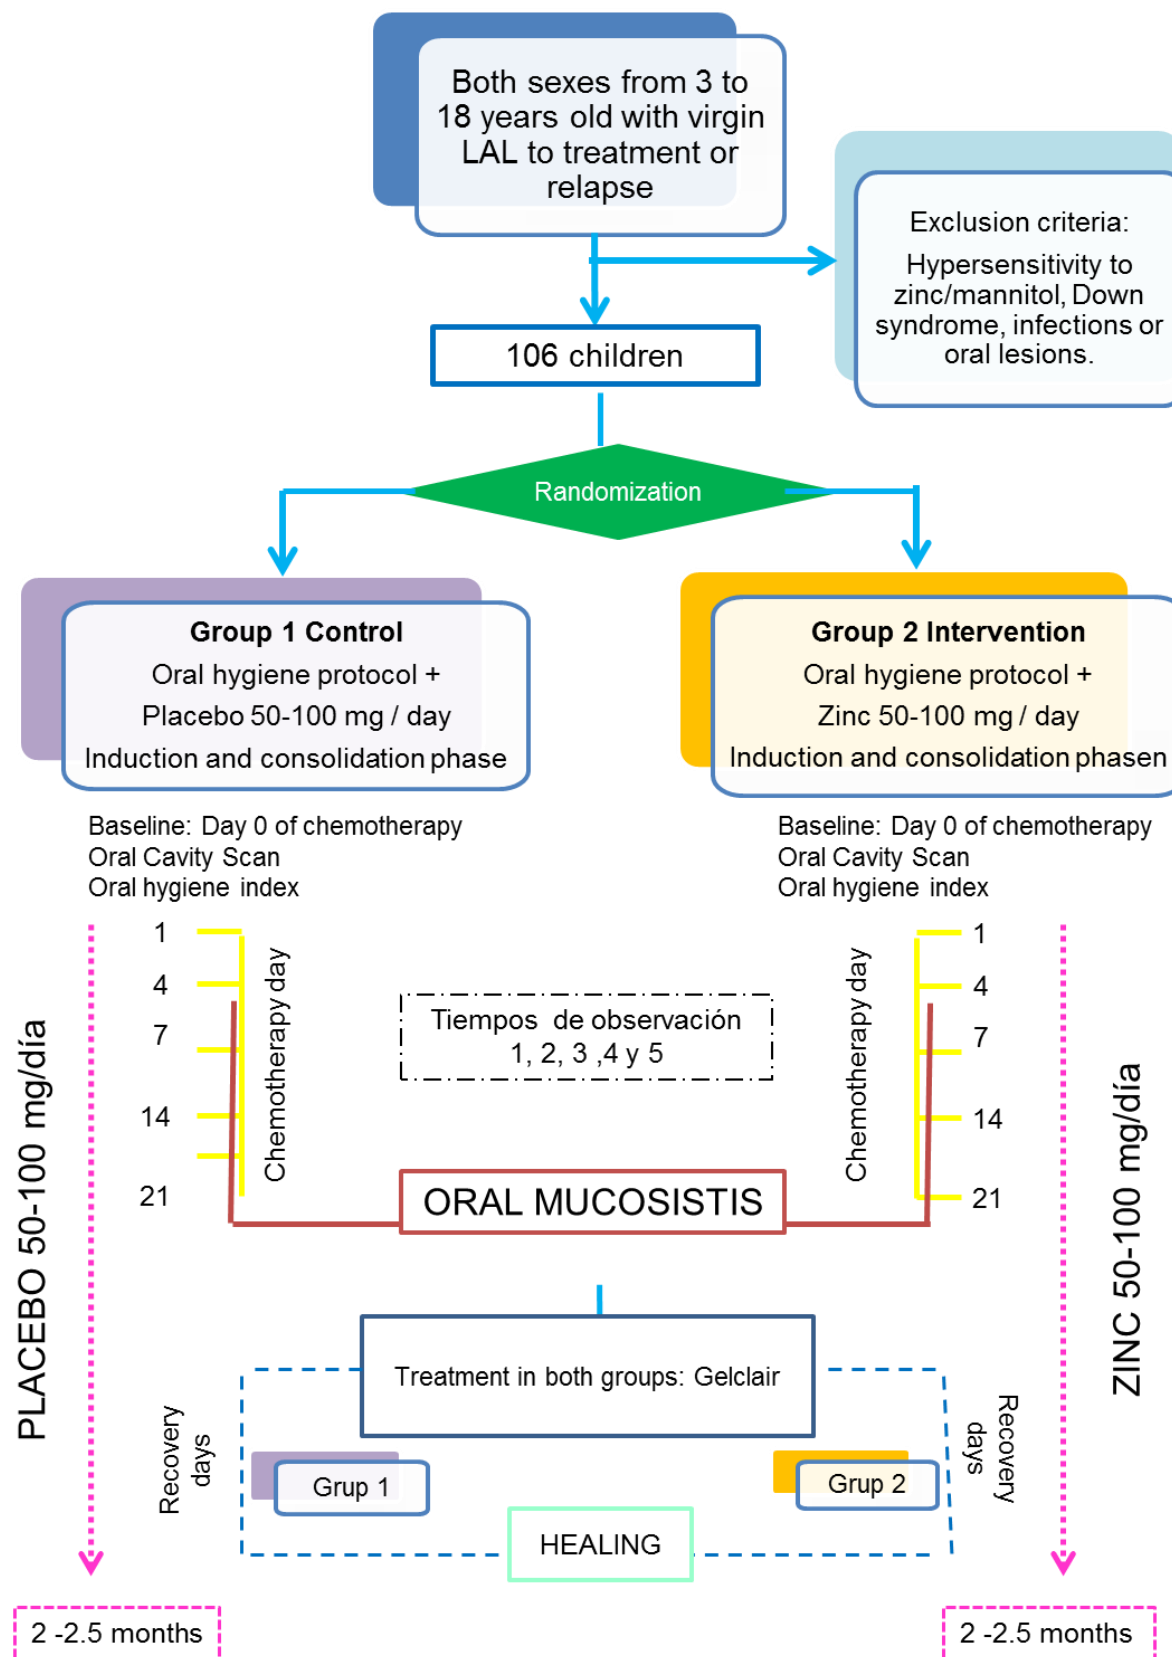 Both sexes from 3 to
18 years old with virgin
LAL to treatment or
relapse
Exclusion criteria:
Hypersensitivity to
zinc/mannitol, Down
syndrome, infections or
oral lesions.
106 children
Randomization
Group 1 Control
Oral hygiene protocol +
Placebo 50-100 mg / day
Induction and consolidation phase
Group 2 Intervention
Oral hygiene protocol +
Zinc 50-100 mg / day
Induction and consolidation phasen
Baseline: Day 0 of chemotherapy
Oral Cavity Scan
Oral hygiene index
Baseline: Day 0 of chemotherapy
Oral Cavity Scan
Oral hygiene index
PLACEBO 50-100 mg/día
1
4
7
14
21
Chemotherapy day
Tiempos de observación
1, 2, 3 ,4 y 5
Chemotherapy day
1
4
7
14
21
ZINC 50-100 mg/día
ORAL MUCOSISTIS
Treatment in both groups: Gelclair
Recovery
days
Recovery
days
Grup 1
Grup 2
HEALING
2 -2.5 months
2 -2.5 months